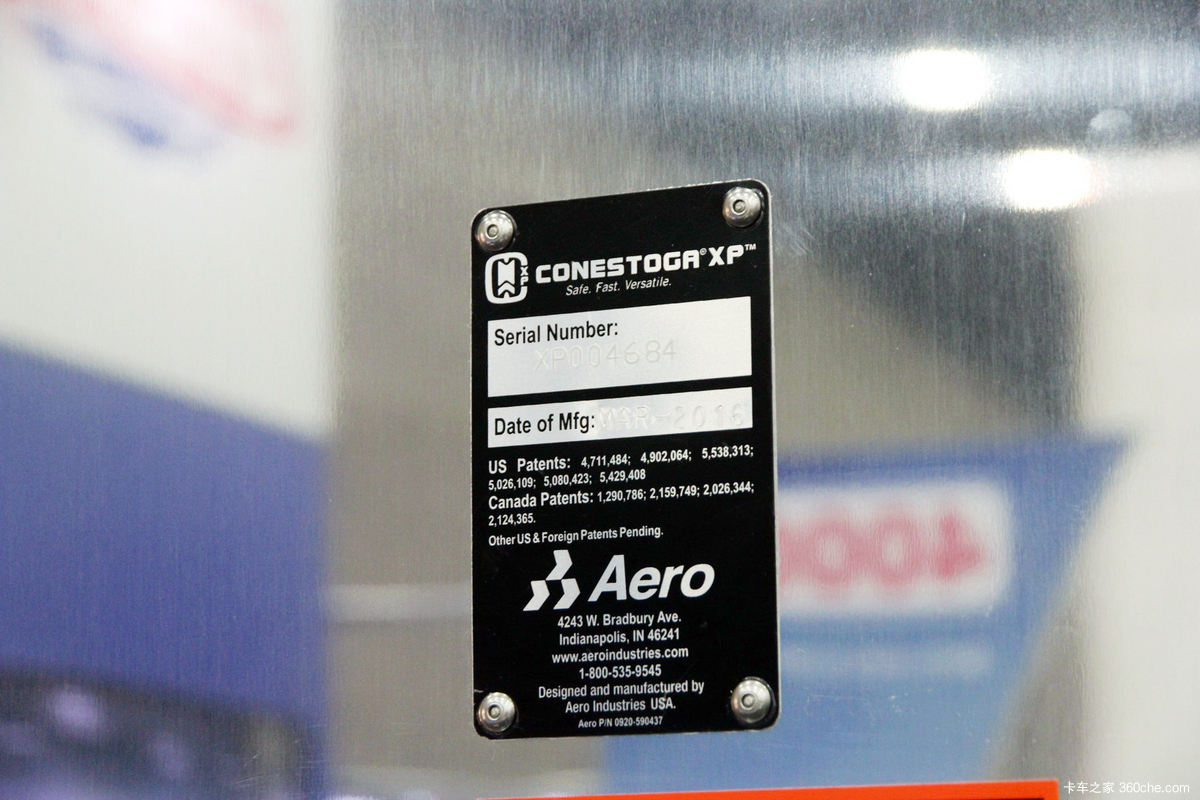 XP
CONESTOGA® XP™
Safe. Fast. Versatile.
Serial Number:
XP004684
Date of Mfg: MAR-2016
US Patents: 4,711,484; 4,902,064; 5,538,313;
5,026,109; 5,080,423; 5,429,408
Canada Patents: 1,290,786; 2,159,749; 2,026,344;
2,124,365.
Other US & Foreign Patents Pending.
Aero
4243 W. Bradbury Ave.
Indianapolis, IN 46241
www.aeroindustries.com
1-800-535-9545
Designed and manufactured by
Aero Industries USA.
Aero P/N 0920-590437
卡车之家 360che.com